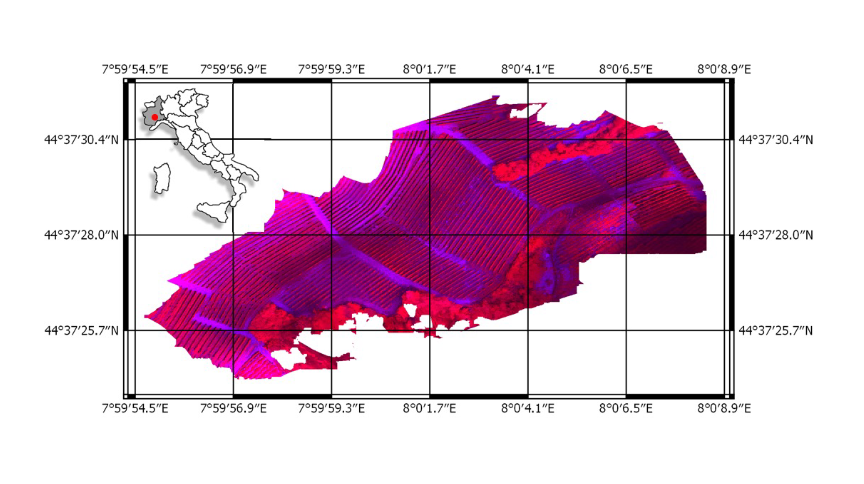 7°59′54.5″E 7°59′56.9″E 7°59′59.3″E 8°0′1.7″E 8°0′4.1″E 8°0′6.5″E 8°0′8.9″E
44°37′30.4″N 44°37′30.4″N
44°37′28.0″N 44°37′28.0″N
44°37′25.7″N 44°37′25.7″N
7°59′54.5″E 7°59′56.9″E 7°59′59.3″E 8°0′1.7″E 8°0′4.1″E 8°0′6.5″E 8°0′8.9″E